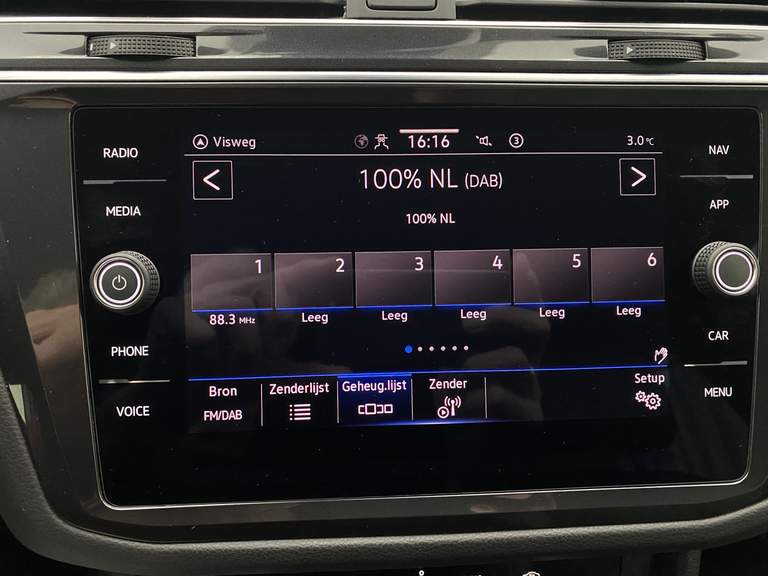 RADIO
MEDIA
PHONE
VOICE
Visweg
16:16
3
3.0 °C
100% NL (DAB)
100% NL
1 2 3 4 5 6
88.3 MHz Leeg Leeg Leeg Leeg Leeg
Bron Zenderlijst Geheug.lijst Zender Setup
FM/DAB
NAV
APP
CAR
MENU